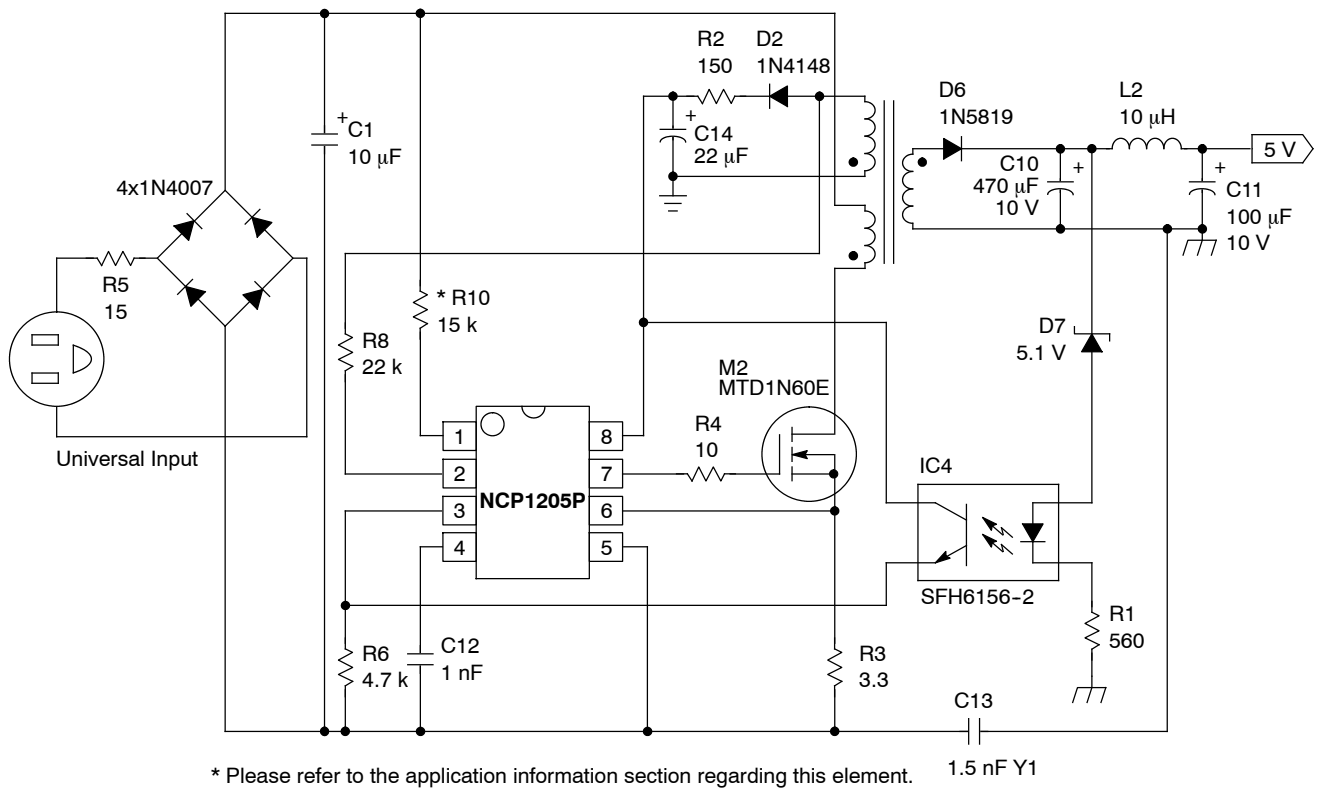 R2
150
D2
1N4148
+
C14
22 μF
D6
1N5819
L2
10 μH
5 V
C10
470 μF
10 V
+
+
C11
100 μF
10 V
+
C1
10 μF
4x1N4007
R5
15
* R10
15 k
R8
22 k
D7
5.1 V
M2
MTD1N60E
R4
10
Universal Input
1
2
3
4
NCP1205P
8
7
6
5
IC4
SFH6156-2
R1
560
R6
4.7 k
C12
1 nF
R3
3.3
C13
1.5 nF Y1
* Please refer to the application information section regarding this element.